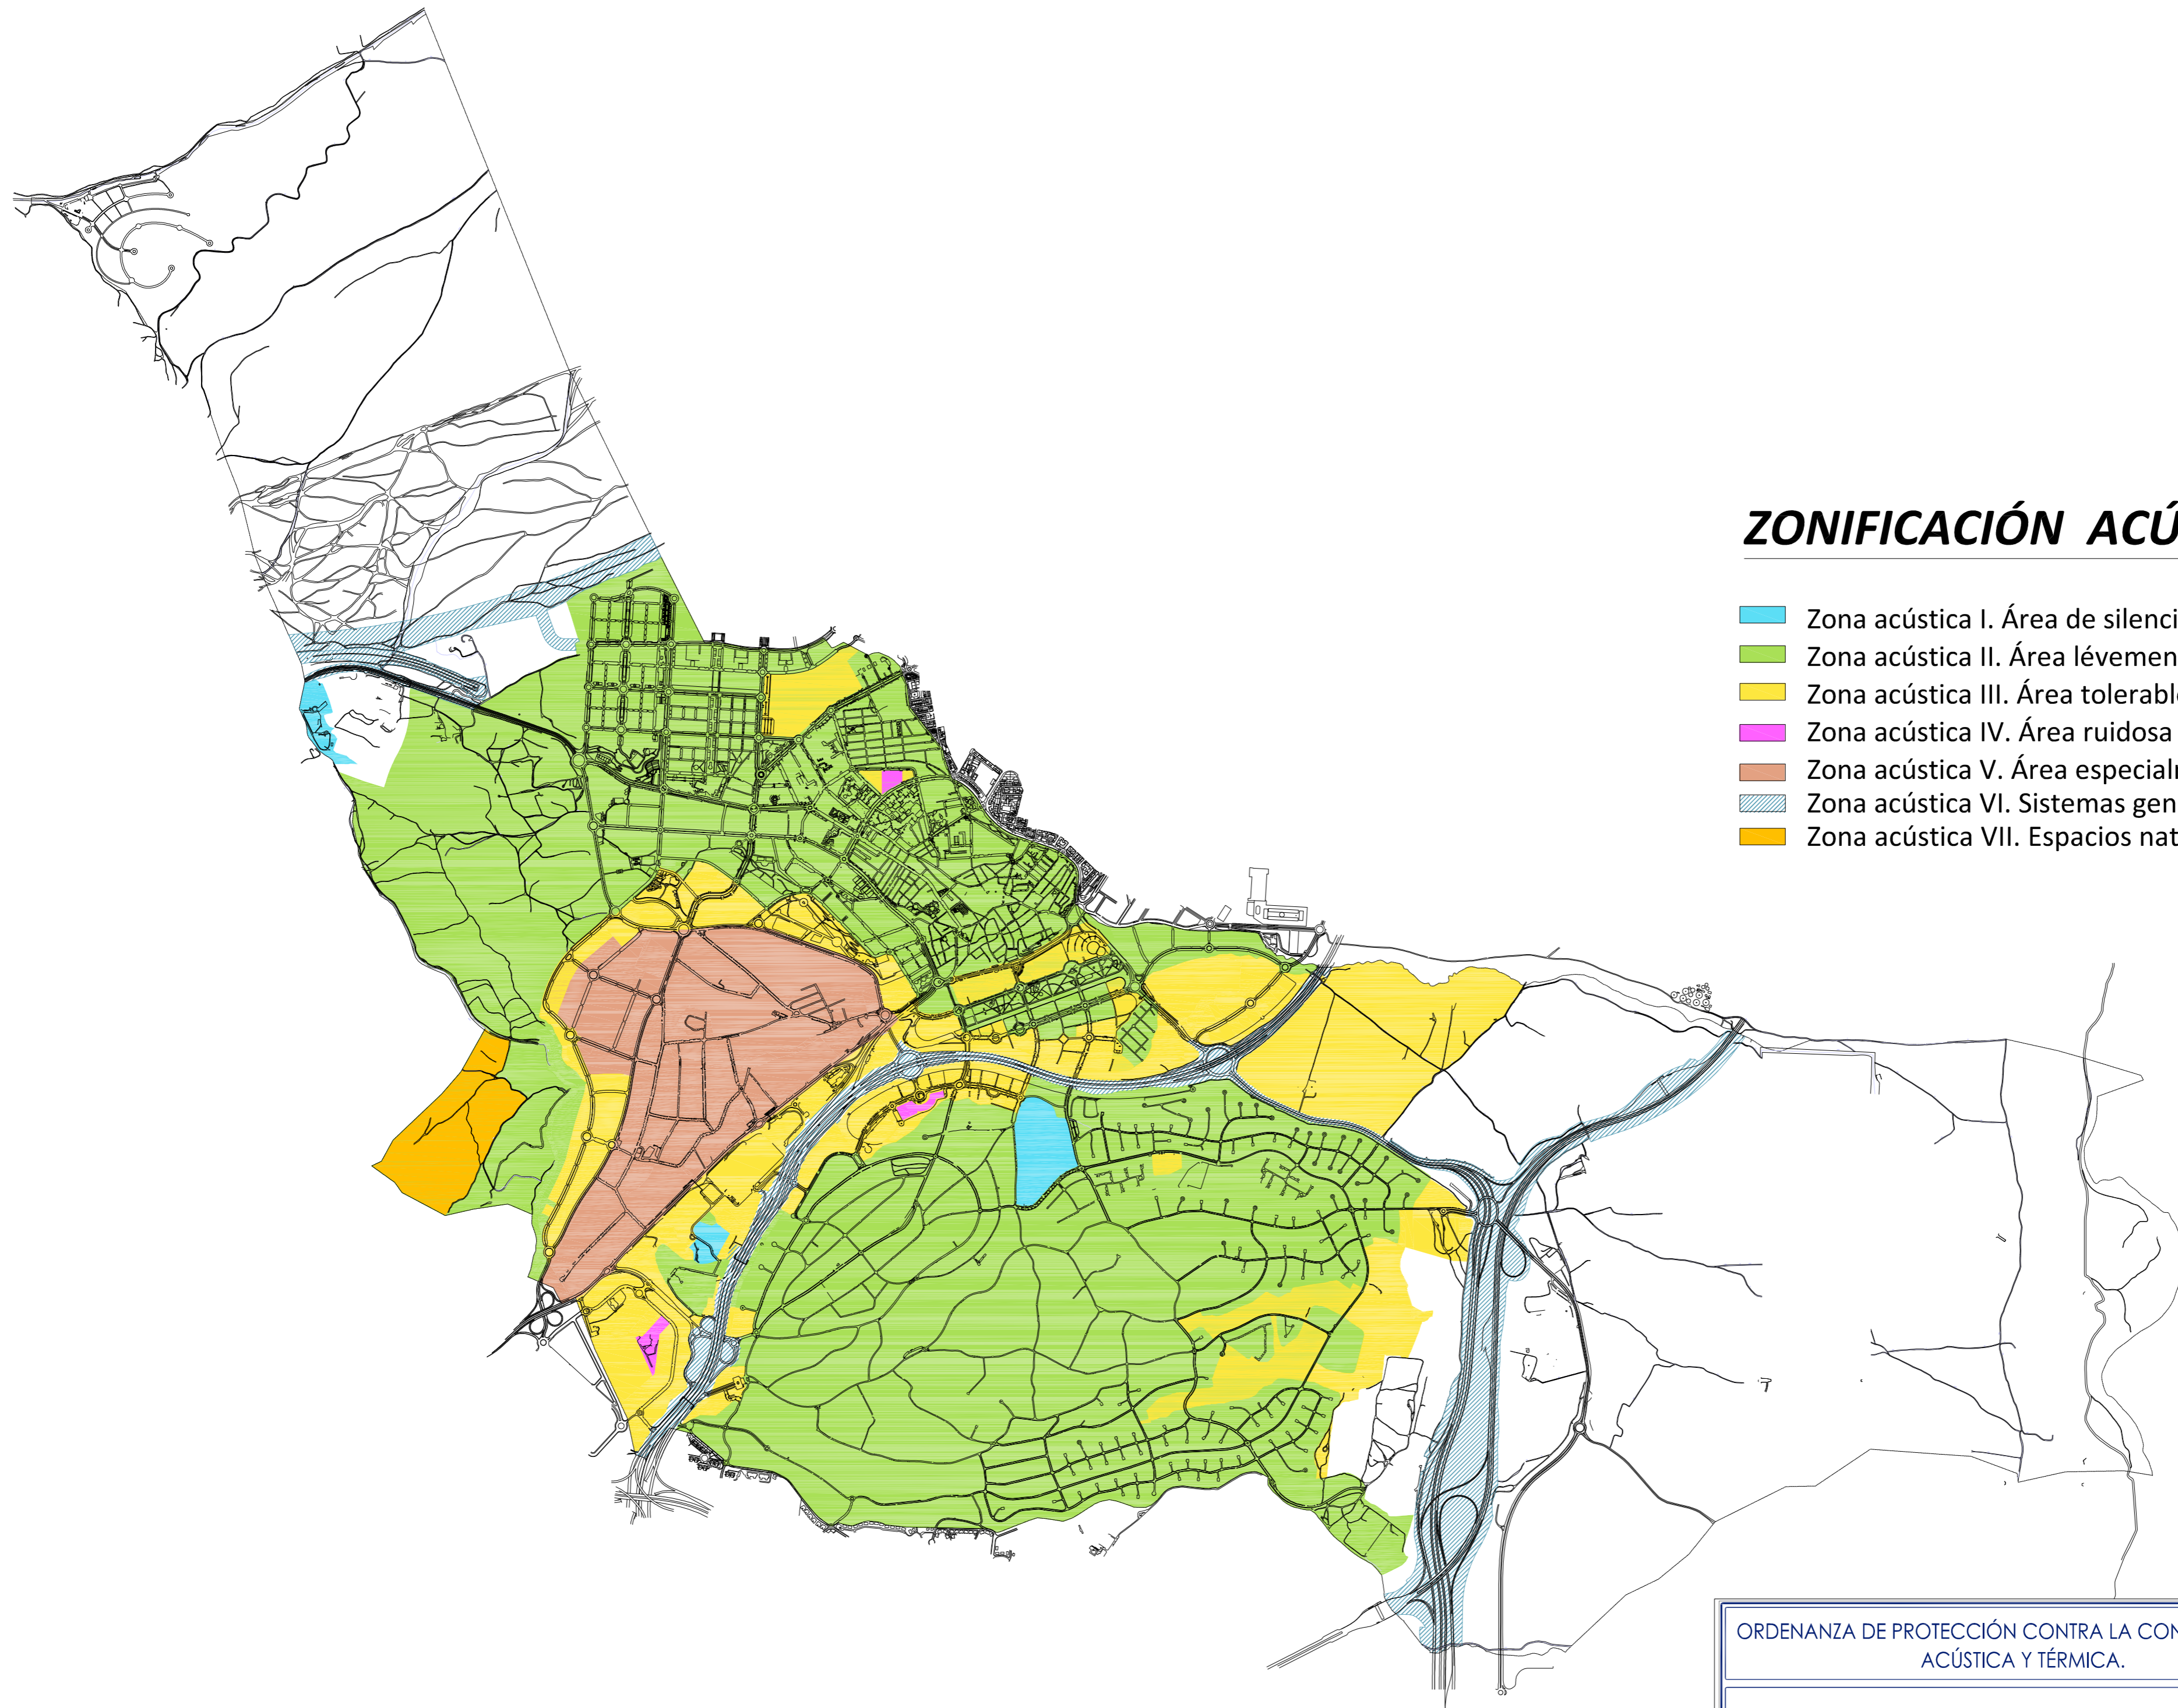 ZONIFICACIÓN ACÚ
Zona acústica I. Área de silenci
Zona acústica II. Área lévemen
Zona acústica III. Área tolerabl
Zona acústica IV. Área ruidosa
Zona acústica V. Área especial
Zona acústica VI. Sistemas gen
Zona acústica VII. Espacios nat
ORDENANZA DE PROTECCIÓN CONTRA LA CON
ACÚSTICA Y TÉRMICA.